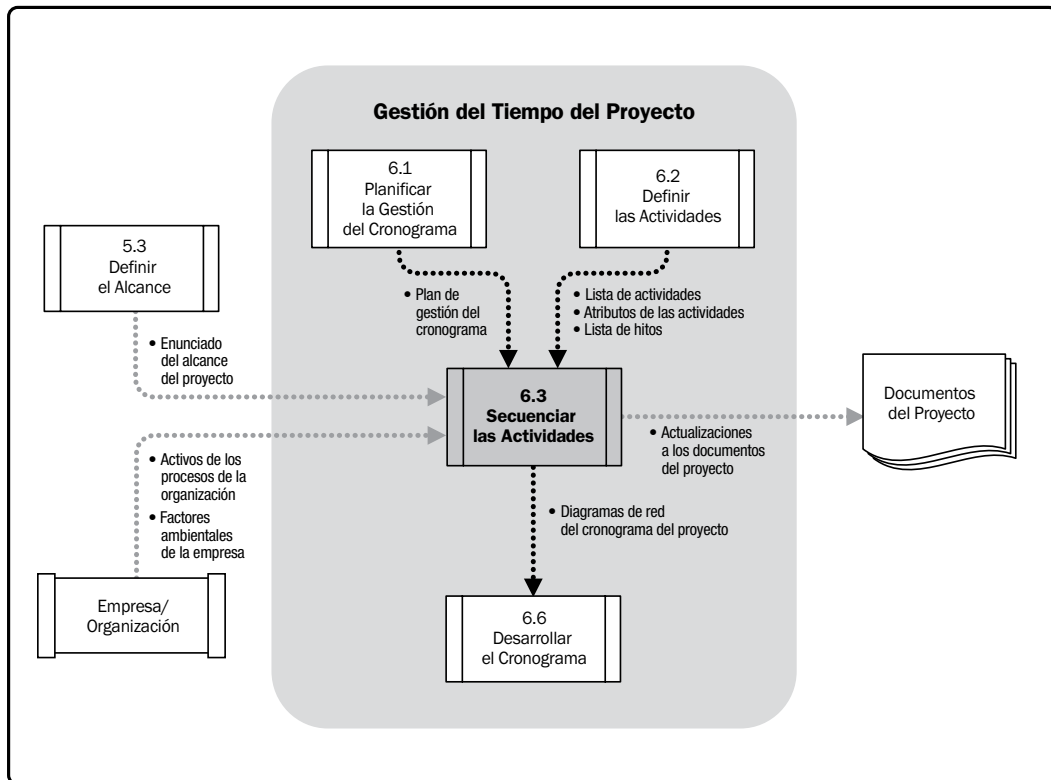 Gestión del Tiempo del Proyecto
6.1
Planificar
la Gestión
del Cronograma
6.2
Definir
las Actividades
5.3
Definir
el Alcance
• Plan de
gestión del
cronograma
• Lista de actividades
• Atributos de las actividades
• Lista de hitos
• Enunciado
del alcance
del proyecto
6.3
Secuenciar
las Actividades
Documentos
del Proyecto
• Actualizaciones
a los documentos
del proyecto
• Activos de los
procesos de la
organización
• Factores
ambientales
de la empresa
• Diagramas de red
del cronograma del proyecto
Empresa/
Organización
6.6
Desarrollar
el Cronograma